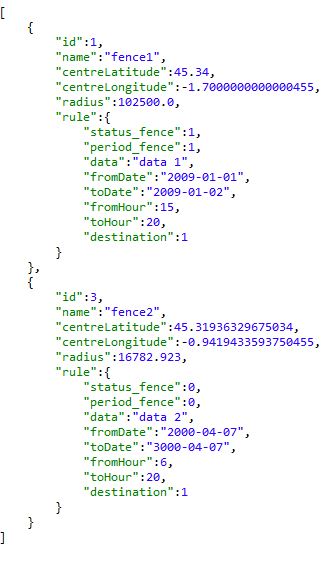 [
    {
        "id":1,
        "name":"fence1",
        "centreLatitude":45.34,
        "centreLongitude":-1.7000000000000455,
        "radius":102500.0,
        "rule":{
            "status_fence":1,
            "period_fence":1,
            "data":"data 1",
            "fromDate":"2009-01-01",
            "toDate":"2009-01-02",
            "fromHour":15,
            "toHour":20,
            "destination":1
        }
    },
    {
        "id":3,
        "name":"fence2",
        "centreLatitude":45.31936329675034,
        "centreLongitude":-0.9419433593750455,
        "radius":16782.923,
        "rule":{
            "status_fence":0,
            "period_fence":0,
            "data":"data 2",
            "fromDate":"2000-04-07",
            "toDate":"3000-04-07",
            "fromHour":6,
            "toHour":20,
            "destination":1
        }
    }
]